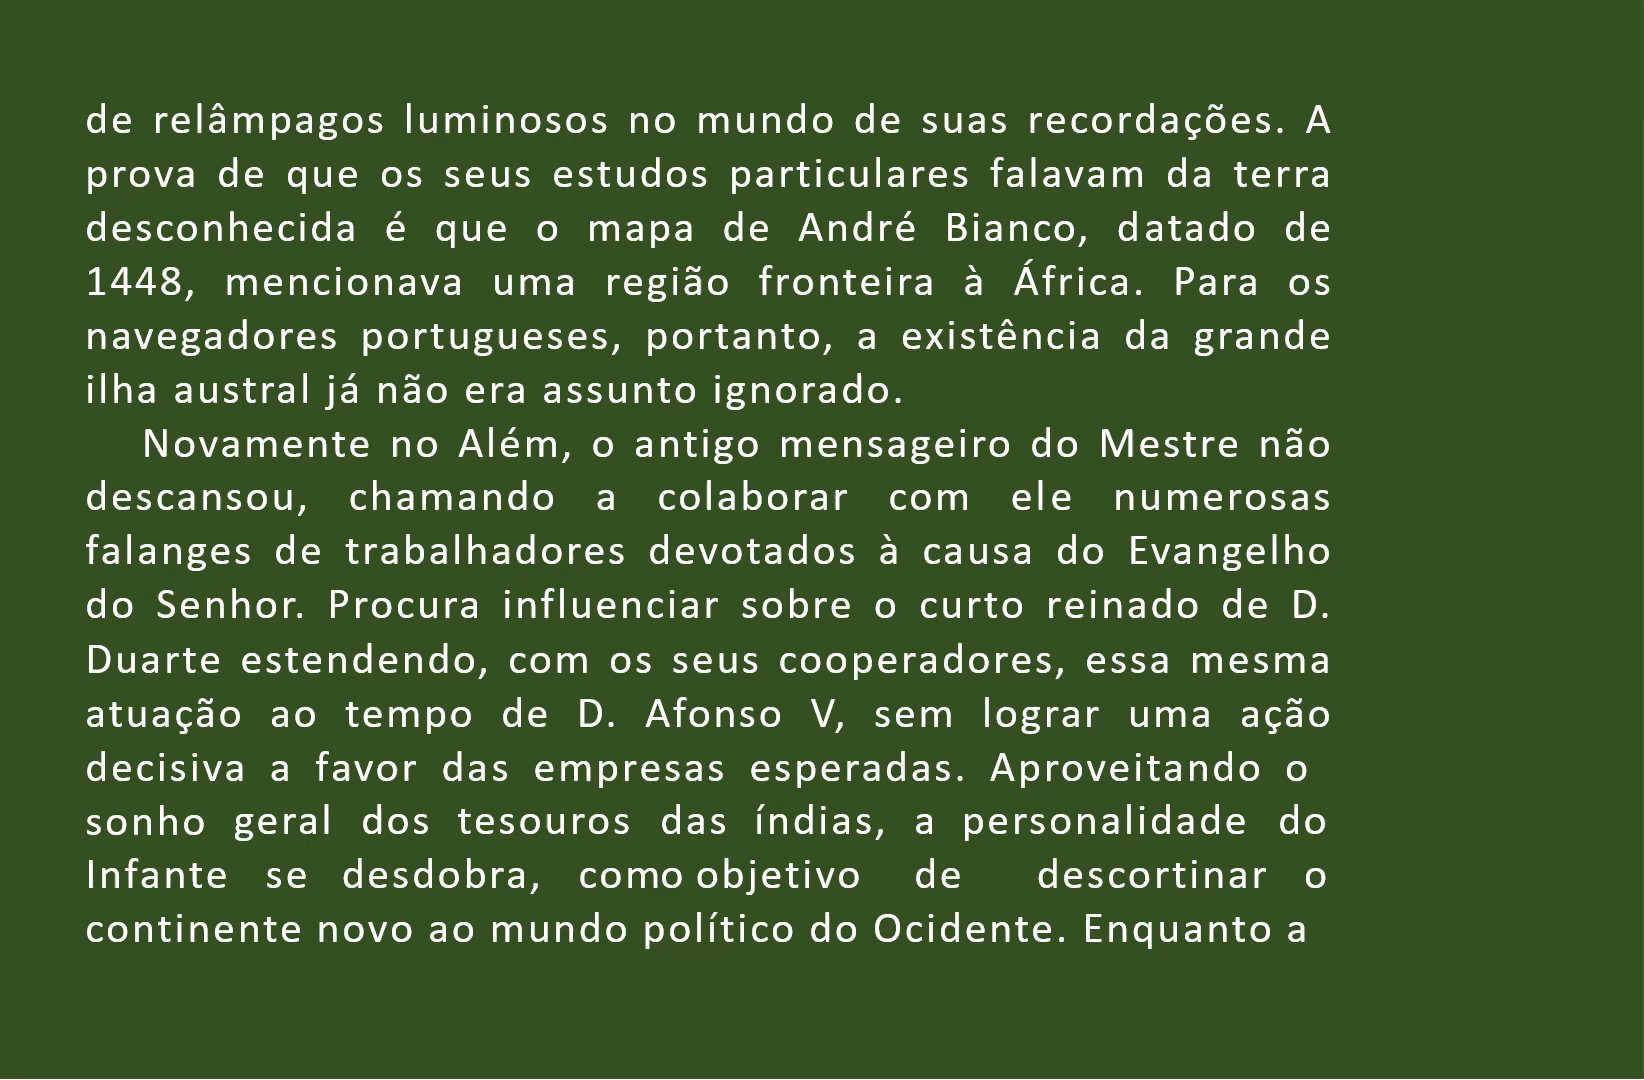 de relâmpagos luminosos no mundo de suas recordações. A
prova de que os seus estudos particulares falavam da terra
desconhecida é que o mapa de André Bianco, datado de
1448, mencionava uma região fronteira à África. Para os
navegadores portugueses, portanto, a existência da grande
ilha austral já não era assunto ignorado.
Novamente no Além, o antigo mensageiro do Mestre não
descansou, chamando a colaborar com ele numerosas
falanges de trabalhadores devotados à causa do Evangelho
do Senhor. Procura influenciar sobre o curto reinado de D.
Duarte estendendo, com os seus cooperadores, essa mesma
atuação ao tempo de D. Afonso V, sem lograr uma ação
decisiva a favor das empresas esperadas. Aproveitando o
sonho geral dos tesouros das índias, a personalidade do
Infante se desdobra, como objetivo de descortinar o
continente novo ao mundo político do Ocidente. Enquanto a